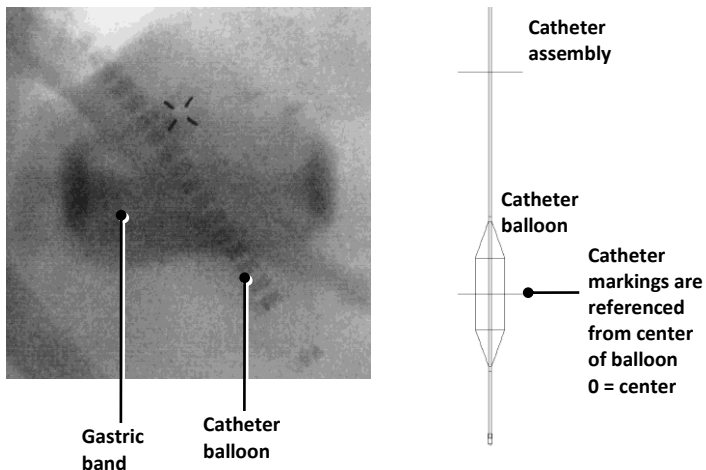 Gastric
band
Catheter
balloon
Catheter
assembly
Catheter
balloon
Catheter
markings are
referenced
from center
of balloon
0 = center